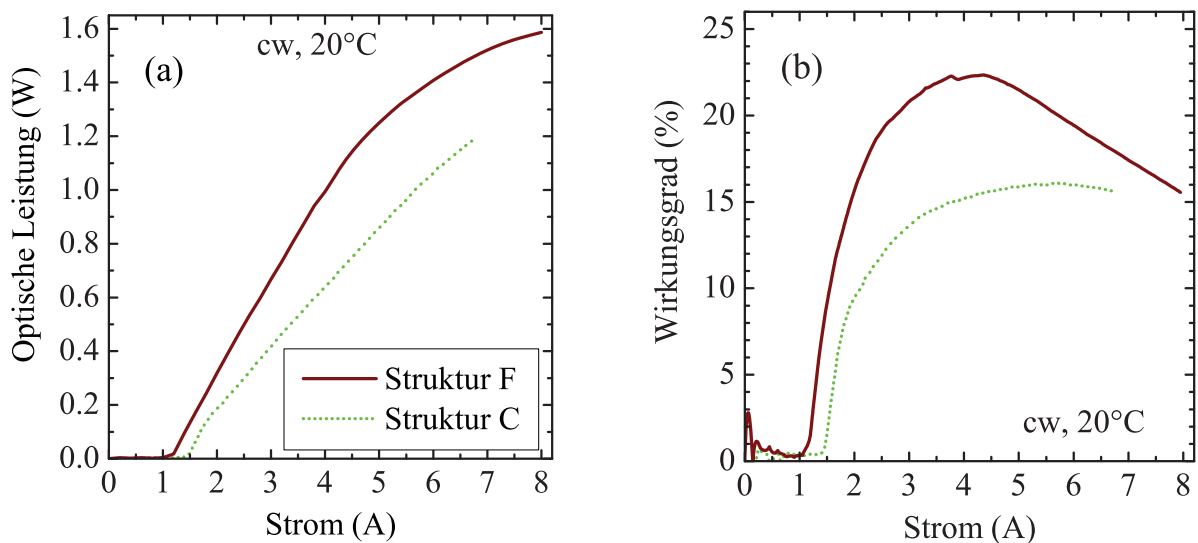 (a)
cw, 20°C
Optische Leistung (W)
1.6
1.4
1.2
1.0
0.8
0.6
0.4
0.2
0.0
Struktur F
Struktur C
0 1 2 3 4 5 6 7 8
Strom (A)
(b)
Wirkungsgrad (%)
25
20
15
10
5
0
cw, 20°C
0 1 2 3 4 5 6 7 8
Strom (A)